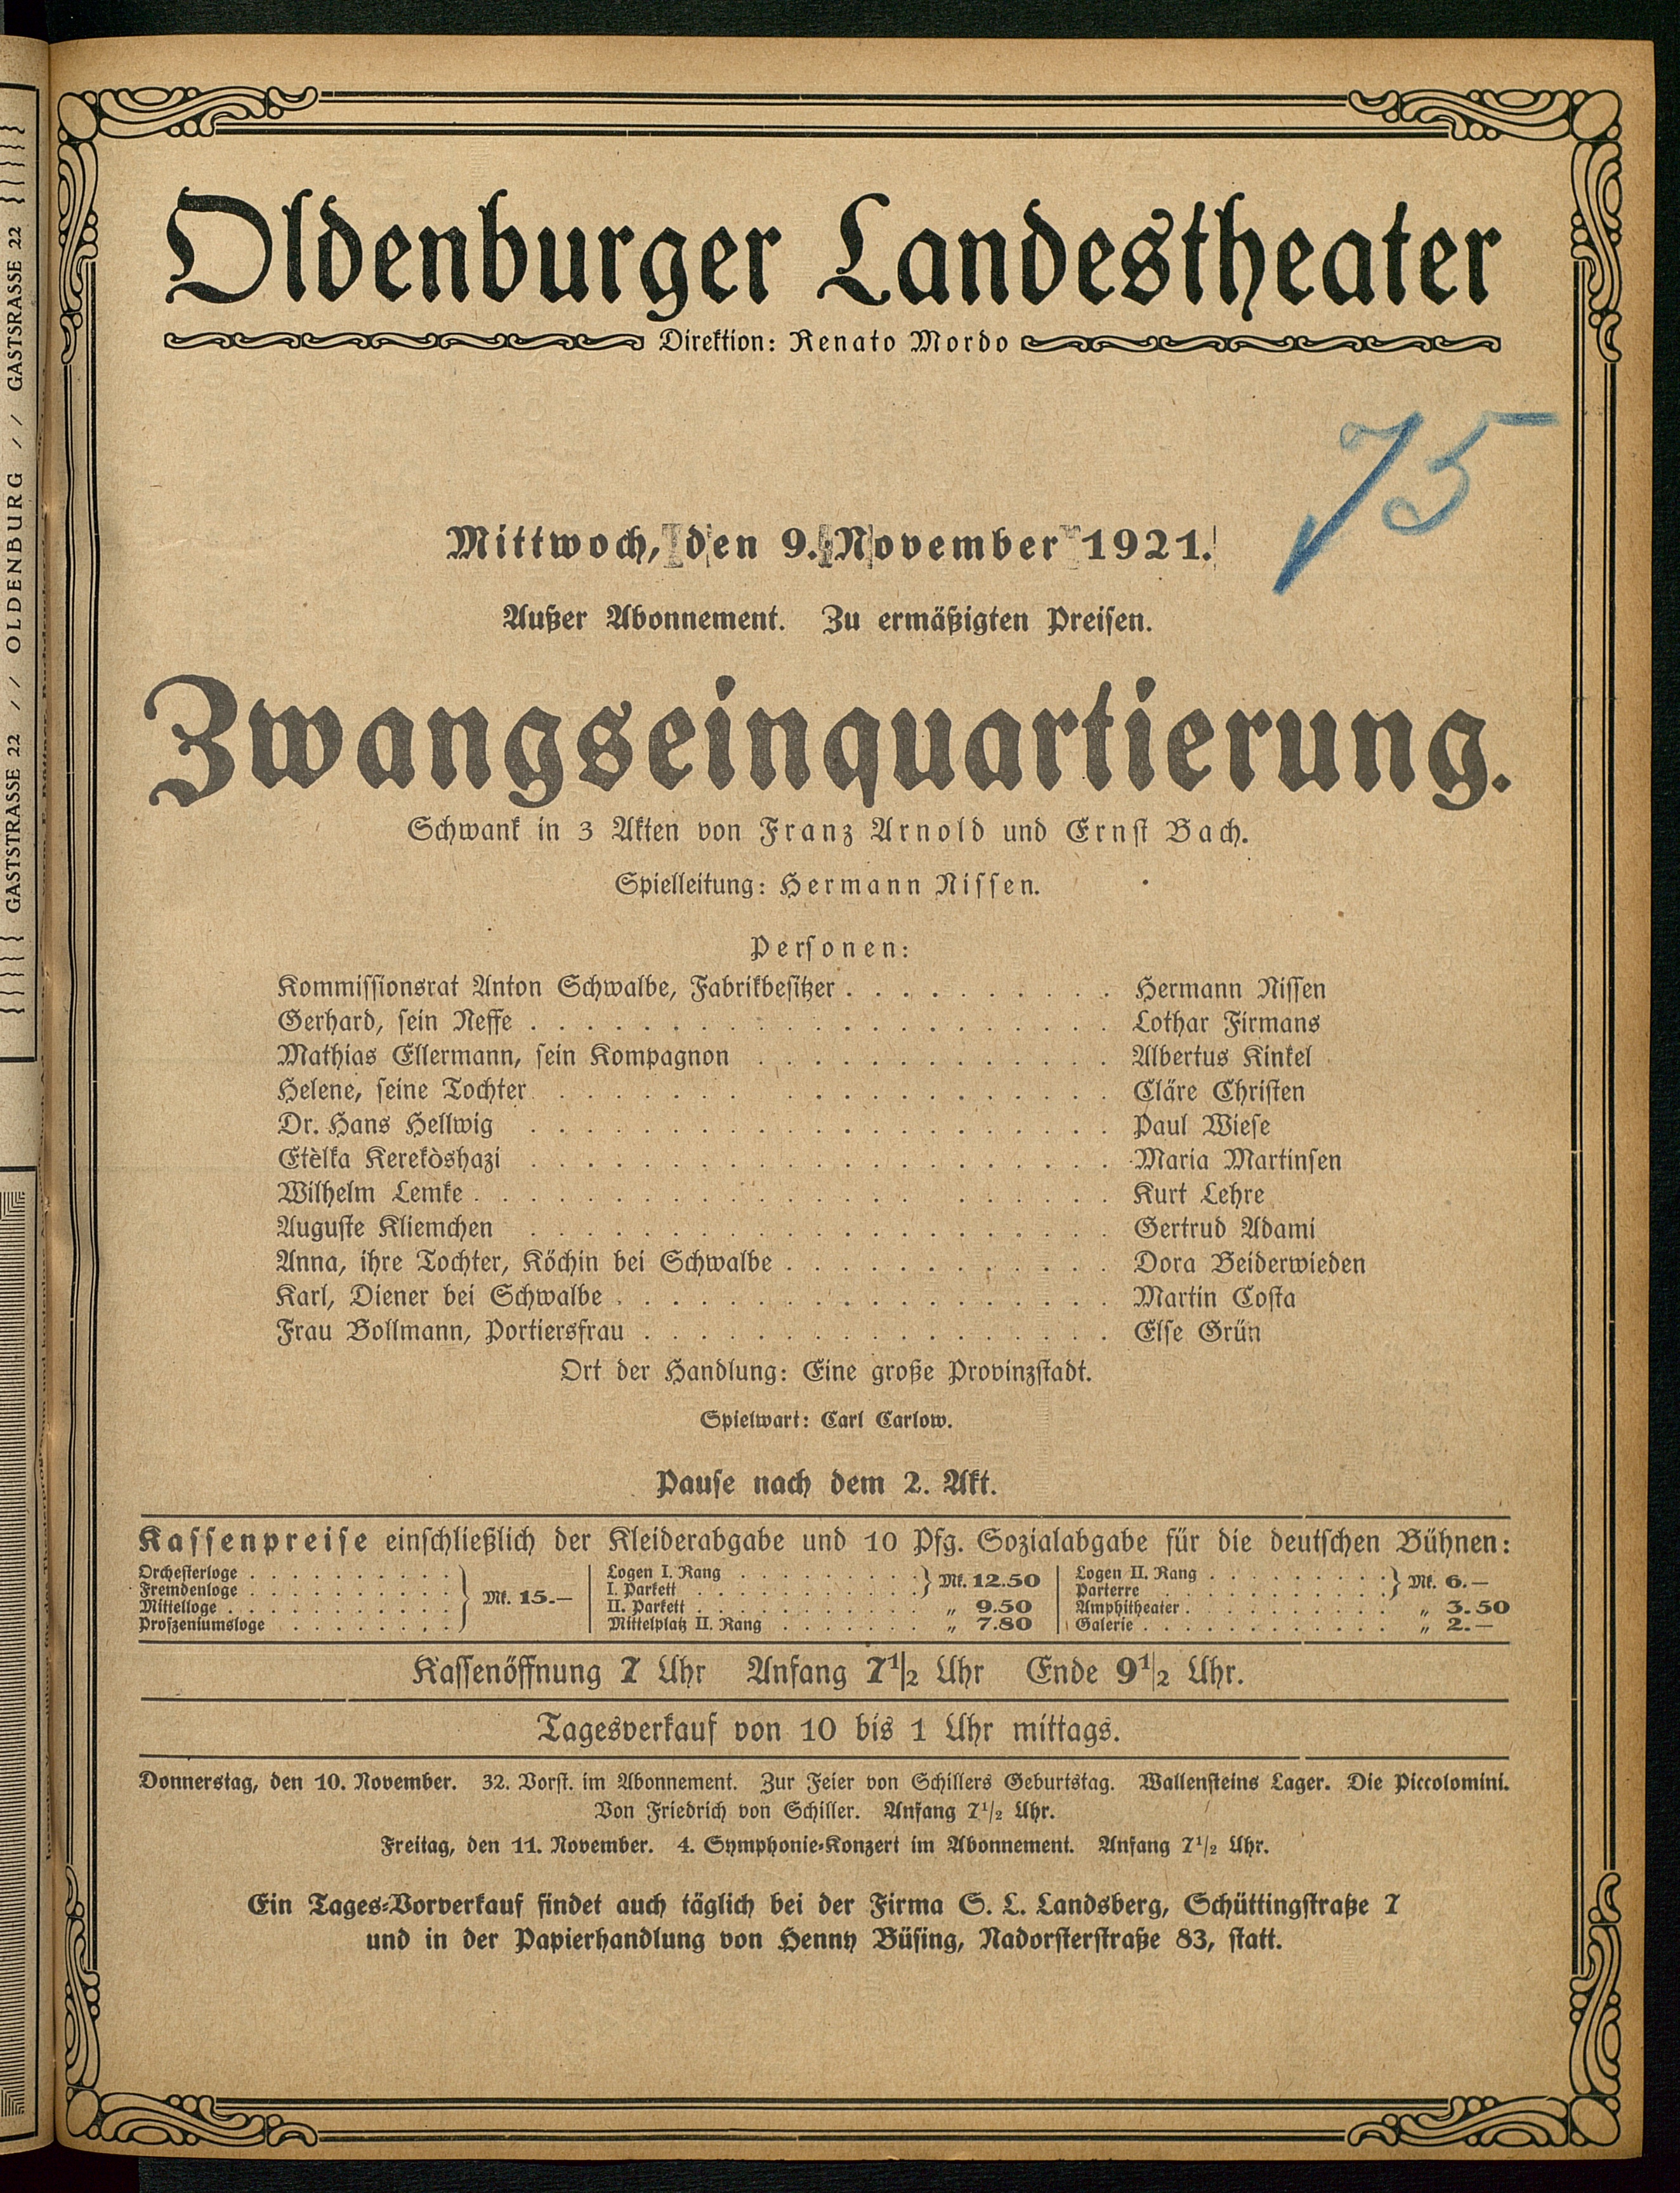 Oldenburger Landestheater
Direktion: Renato Mordo
75
Mittwoch, den 9. November 1921.
Außer Abonnement. Zu ermäßigten Preisen.
Zwangseinquartierung.
Schwank in 3 Akten von Franz Arnold und Ernst Bach.
Spielleitung: Hermann Nissen.
Personen:
Kommissionsrat Anton Schwalbe, Fabrikbesitzer . . . . . . . . . . Hermann Nissen
Gerhard, sein Neffe . . . . . . . . . . Lothar Firmans
Mathias Ellermann, sein Kompagnon . . . . . . . . . . Albertus Kinkel
Helene, seine Tochter . . . . . . . . . . Cläre Christen
Dr. Hans Hellwig . . . . . . . . . . Paul Wiese
Etèlka Kerekòshazi . . . . . . . . . . Maria Martinsen
Wilhelm Lemke . . . . . . . . . . Kurt Lehre
Auguste Kliemchen . . . . . . . . . . Gertrud Adami
Anna, ihre Tochter, Köchin bei Schwalbe . . . . . . . . . . Dora Beiderwieden
Karl, Diener bei Schwalbe . . . . . . . . . . Martin Costa
Frau Bollmann, Portiersfrau . . . . . . . . . . Else Grün
Ort der Handlung: Eine große Provinzstadt.
Spielwart: Carl Carlow.
Pause nach dem 2. Akt.
Kassenpreise einschließlich der Kleiderabgabe und 10 Pfg. Sozialabgabe für die deutschen Bühnen:
Orchesterloge . . . . . . . . . .
Fremdenloge . . . . . . . . . .
Mittelloge . . . . . . . . . .
Proszeniumsloge . . . . . . . .
Mk. 15.—
Logen I. Rang . . . . . . . .
I. Parkett . . . . . . . . . .
Mk. 12.50
II. Parkett . . . . . . . . . . „ 9.50
Mittelplatz II. Rang . . . . . . . „ 7.80
Logen II. Rang . . . . . . . .
Parterre . . . . . . . . . .
Mk. 6.—
Amphitheater . . . . . . . . . „ 3.50
Galerie . . . . . . . . . . „ 2.—
Kassenöffnung 7 Uhr Anfang 7 1/2 Uhr Ende 9 1/2 Uhr.
Tagesverkauf von 10 bis 1 Uhr mittags.
Donnerstag, den 10. November. 32. Vorst. im Abonnement. Zur Feier von Schillers Geburtstag. Wallensteins Lager. Die Piccolomini.
Von Friedrich von Schiller. Anfang 7 1/2 Uhr.
Freitag, den 11. November. 4. Symphonie-Konzert im Abonnement. Anfang 7 1/2 Uhr.
Ein Tages-Vorverkauf findet auch täglich bei der Firma S. L. Landsberg, Schüttingstraße 7
und in der Papierhandlung von Henny Büsing, Nadorsterstraße 83, statt.
GASTSTRASSE 22 // OLDENBURG // GASTSRASSE 22